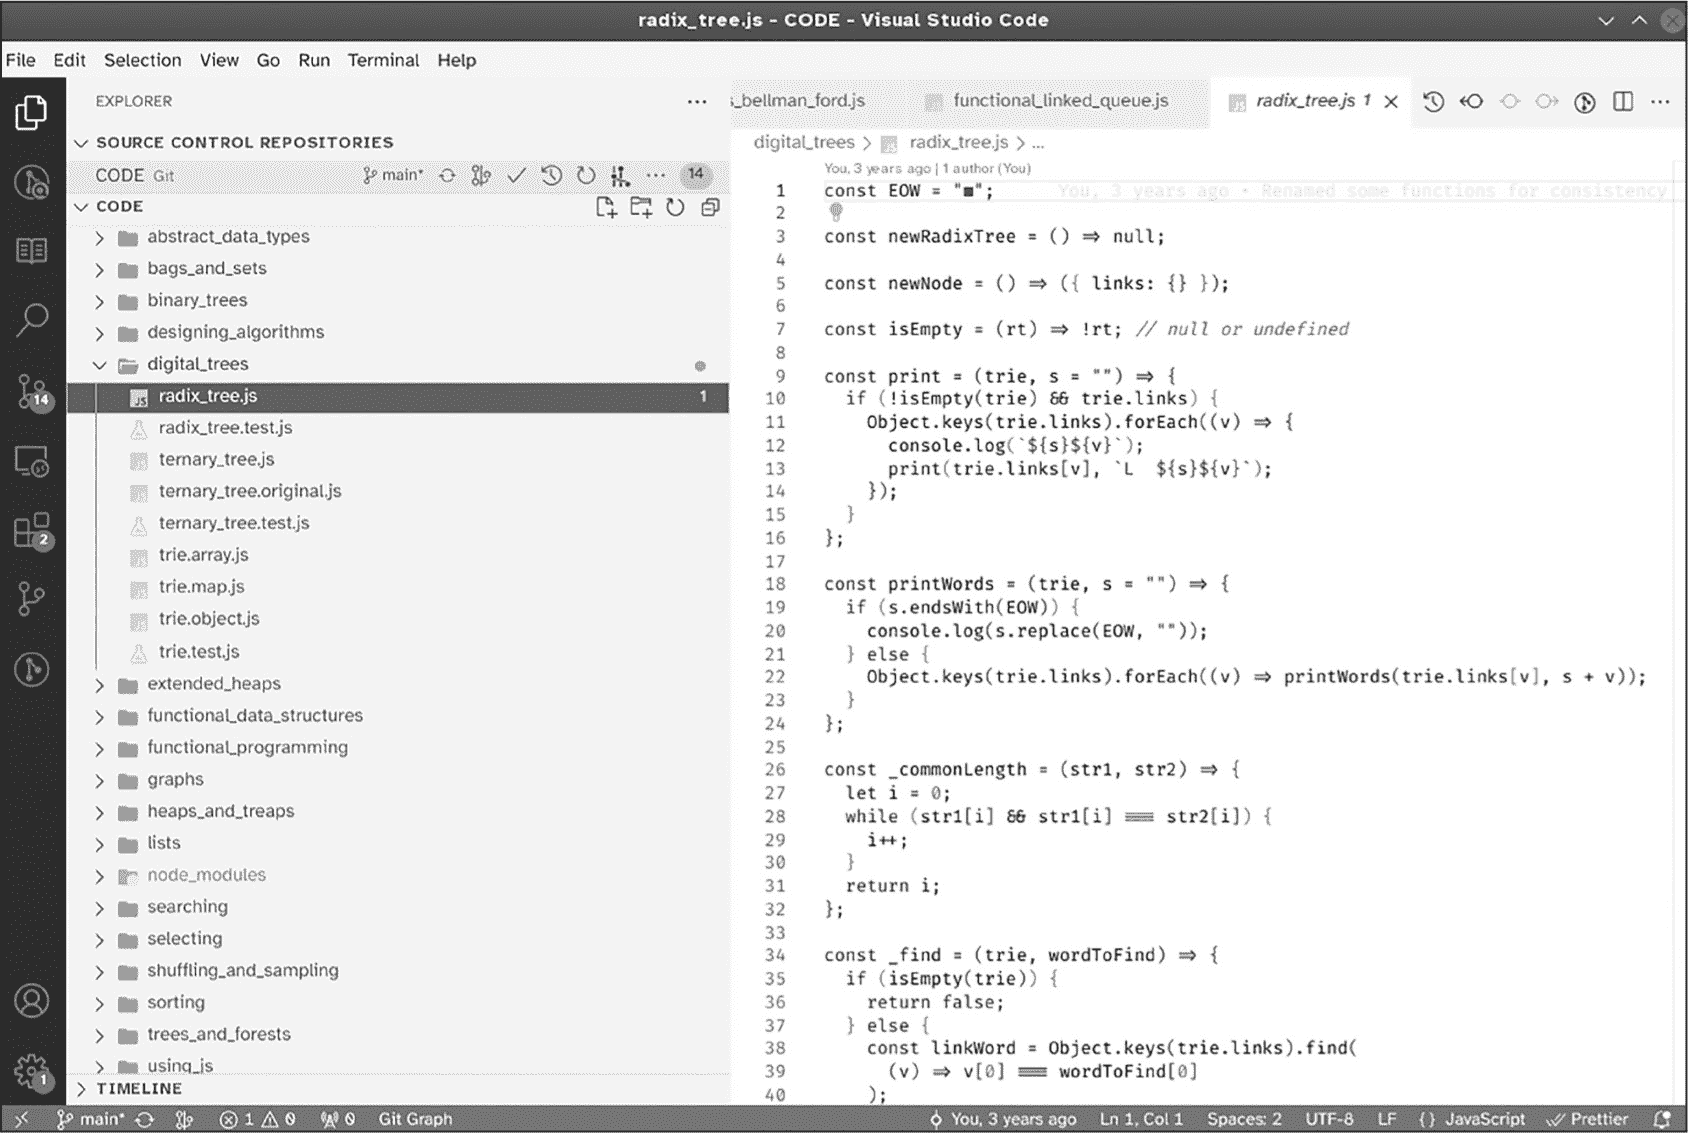 radix_tree.js - CODE - Visual Studio Code
File Edit Selection View Go Run Terminal Help
EXPLORER
SOURCE CONTROL REPOSITORIES
CODE Git main* 14
CODE
abstract_data_types
bags_and_sets
binary_trees
designing_algorithms
digital_trees
radix_tree.js 1
radix_tree.test.js
ternary_tree.js
ternary_tree.original.js
ternary_tree.test.js
trie.array.js
trie.map.js
trie.object.js
trie.test.js
extended_heaps
functional_data_structures
functional_programming
graphs
heaps_and_treaps
lists
node_modules
searching
selecting
shuffling_and_sampling
sorting
trees_and_forests
using_js
TIMELINE
14
2
1
s_bellman_ford.js functional_linked_queue.js radix_tree.js 1
digital_trees > radix_tree.js > ...
You, 3 years ago | 1 author (You)
1 const EOW = "■"; You, 3 years ago • Renamed some functions for consistency
2
3 const newRadixTree = () => null;
4
5 const newNode = () => ({ links: {} });
6
7 const isEmpty = (rt) => !rt; // null or undefined
8
9 const print = (trie, s = "") => {
10 if (!isEmpty(trie) && trie.links) {
11 Object.keys(trie.links).forEach((v) => {
12 console.log(`${s}${v}`);
13 print(trie.links[v], `L  ${s}${v}`);
14 });
15 }
16 };
17
18 const printWords = (trie, s = "") => {
19 if (s.endsWith(EOW)) {
20 console.log(s.replace(EOW, ""));
21 } else {
22 Object.keys(trie.links).forEach((v) => printWords(trie.links[v], s + v));
23 }
24 };
25
26 const _commonLength = (str1, str2) => {
27 let i = 0;
28 while (str1[i] && str1[i] === str2[i]) {
29 i++;
30 }
31 return i;
32 };
33
34 const _find = (trie, wordToFind) => {
35 if (isEmpty(trie)) {
36 return false;
37 } else {
38 const linkWord = Object.keys(trie.links).find(
39 (v) => v[0] === wordToFind[0]
40 );
main* 1 0 0 Git Graph You, 3 years ago Ln 1, Col 1 Spaces: 2 UTF-8 LF {} JavaScript Prettier